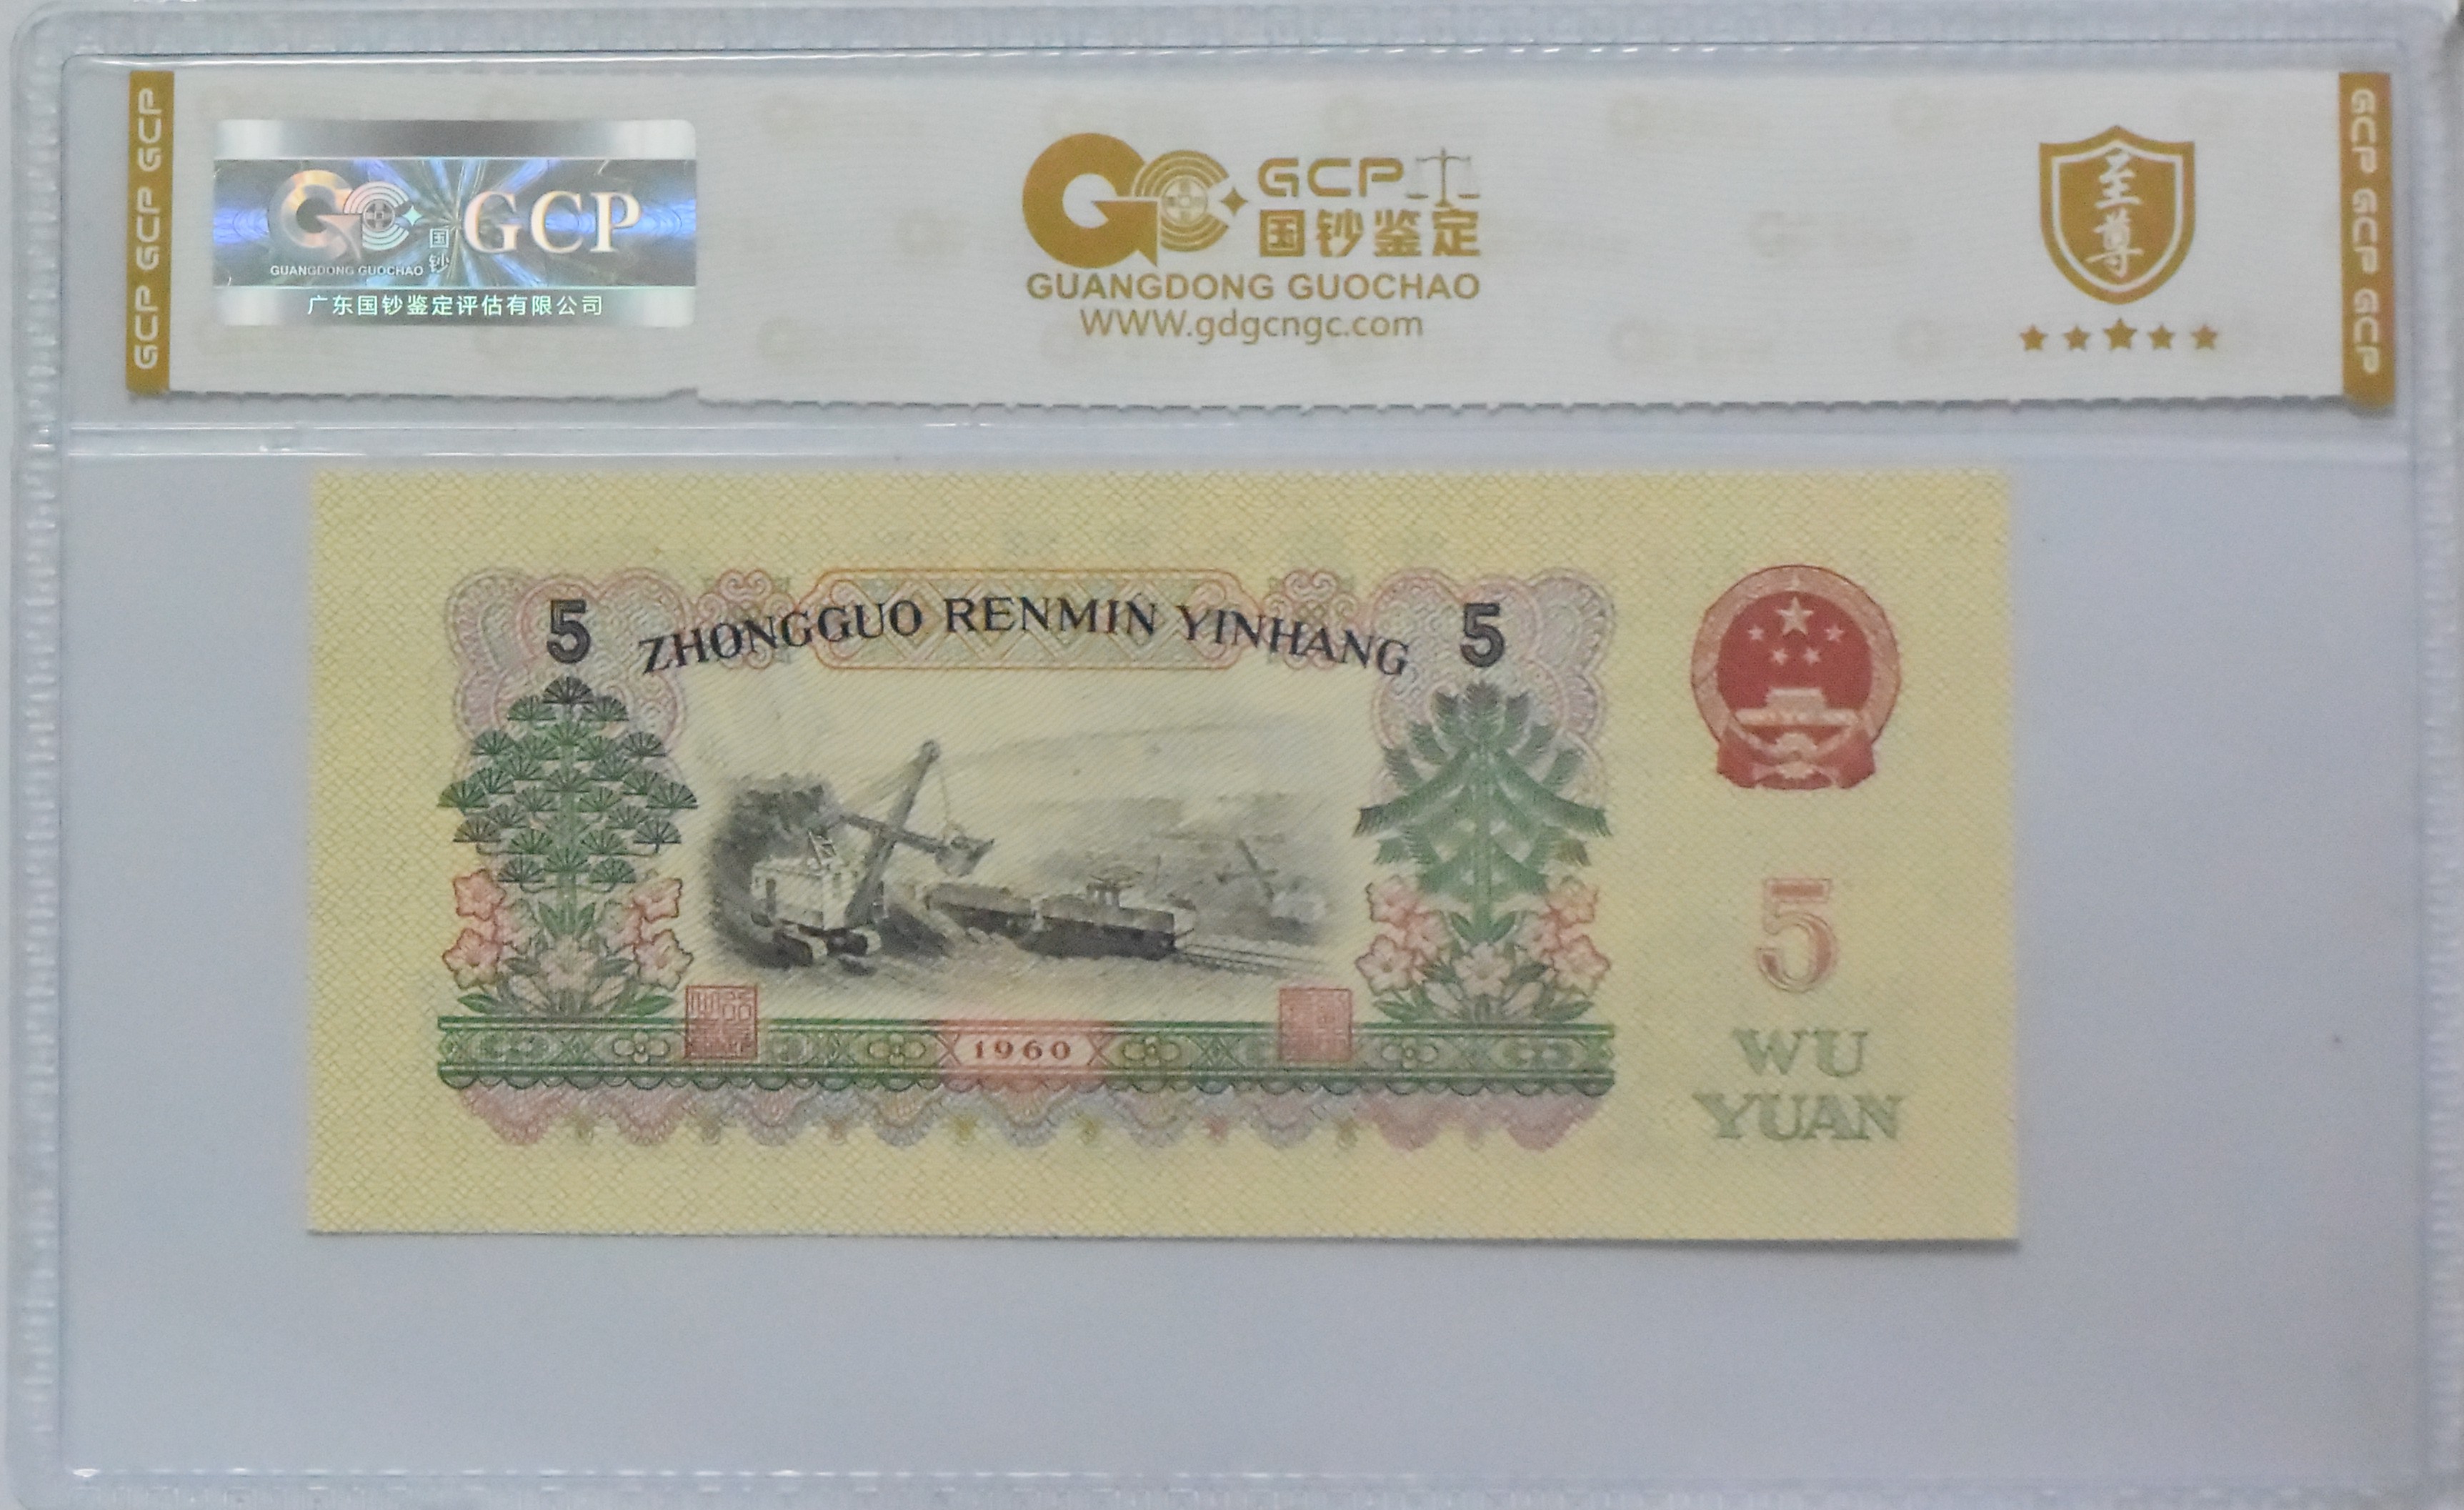 GCP GCP GCP
GCP
国钞
GUANGDONG GUOCHAO
广东国钞鉴定评估有限公司
GCP
国钞鉴定
GUANGDONG GUOCHAO
WWW.gdgcngc.com
至尊
GCP GCP GCP
5
ZHONGGUO RENMIN YINHANG
5
1960
5
WU
YUAN